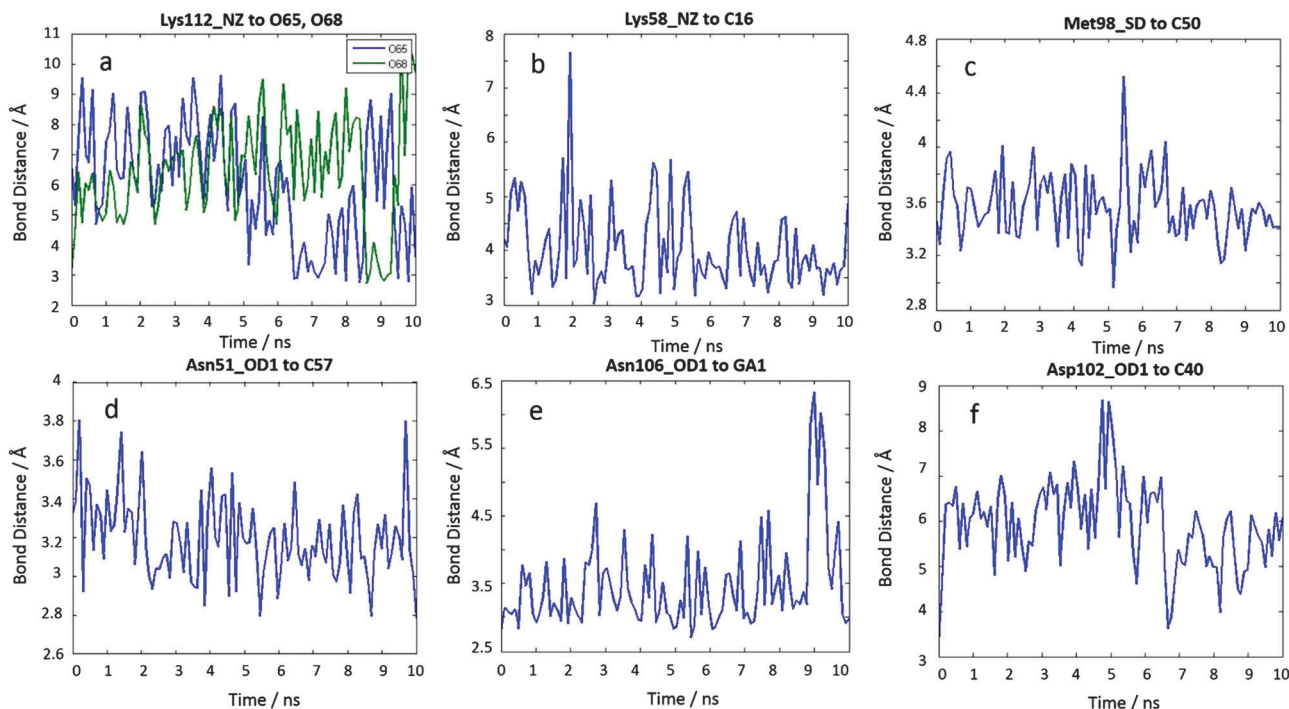 Lys112_NZ to O65, O68
11
10
9
8
7
6
5
4
3
2
Bond Distance / Å
a
O65
O68
0 1 2 3 4 5 6 7 8 9 10
Time / ns
Lys58_NZ to C16
8
7
6
5
4
3
Bond Distance / Å
b
0 1 2 3 4 5 6 7 8 9 10
Time / ns
Met98_SD to C50
4.8
4.4
4
3.6
3.2
2.8
Bond Distance / Å
c
0 1 2 3 4 5 6 7 8 9 10
Time / ns
Asn51_OD1 to C57
4
3.8
3.4
3
2.6
Bond Distance / Å
d
0 1 2 3 4 5 6 7 8 9 10
Time / ns
Asn106_OD1 to GA1
6.5
5.5
4.5
3.5
2.5
Bond Distance / Å
e
0 1 2 3 4 5 6 7 8 9 10
Time / ns
Asp102_OD1 to C40
9
8
7
6
5
4
3
Bond Distance / Å
f
0 1 2 3 4 5 6 7 8 9 10
Time / ns